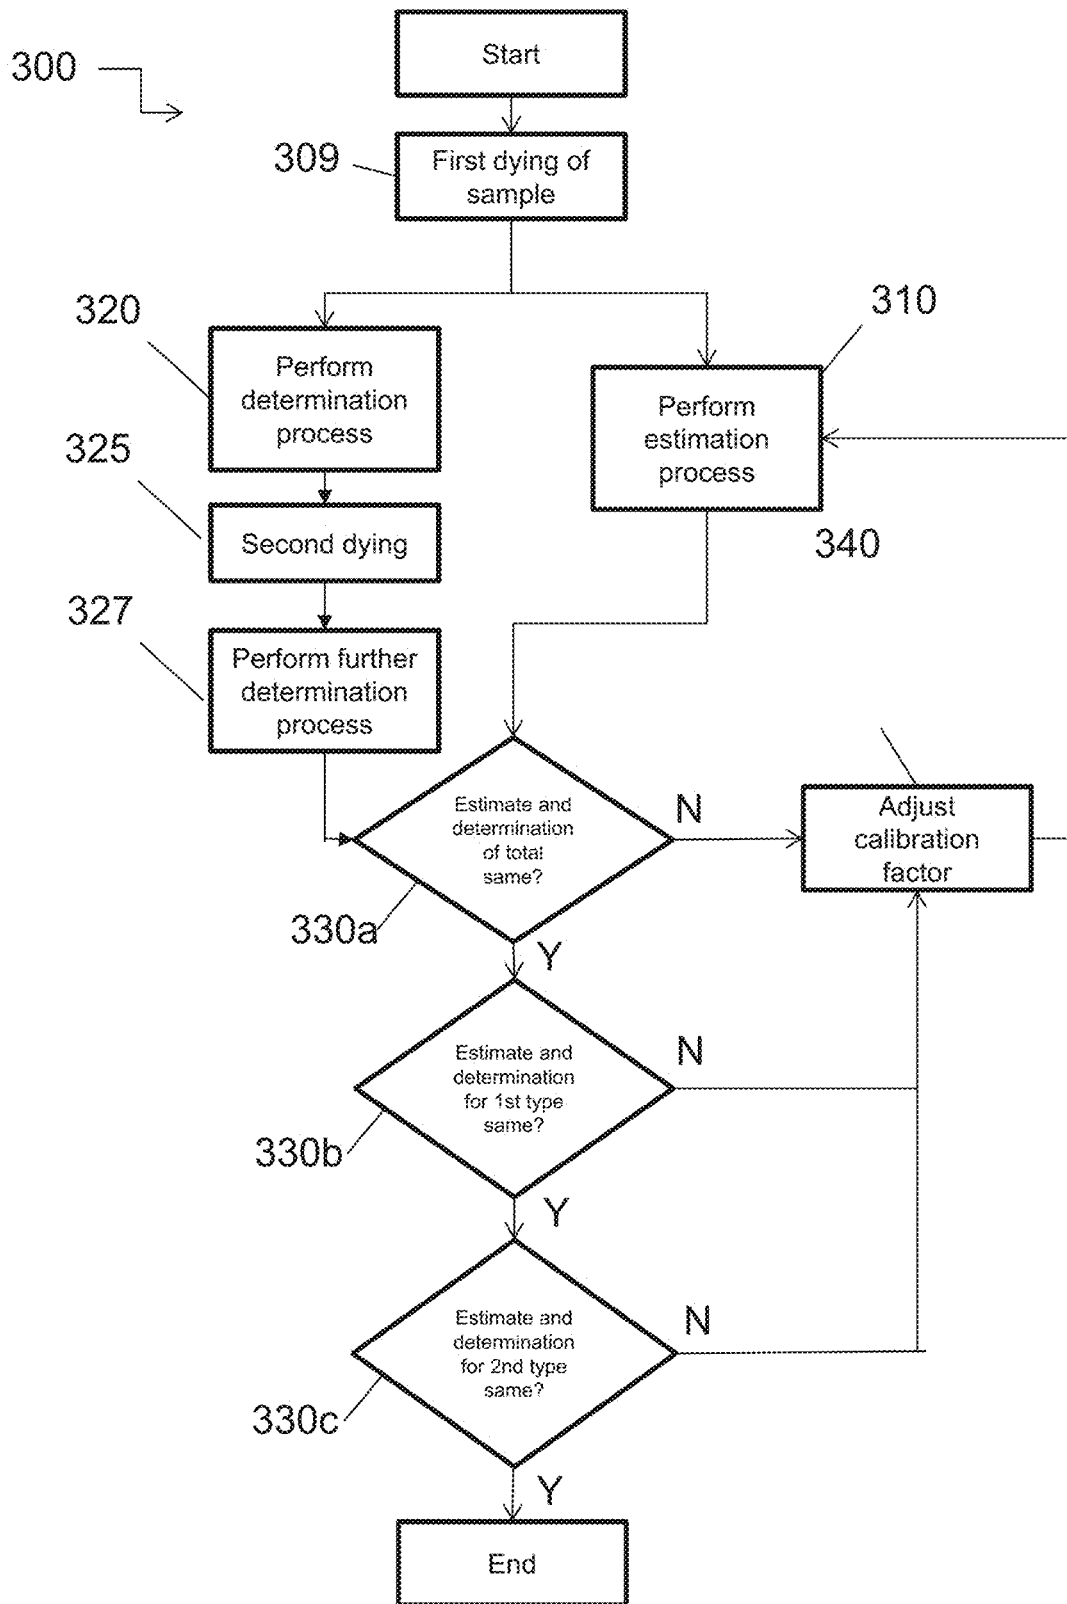 Start
300
309
First dying of
sample
320
310
Perform
determination
process
Perform
estimation
process
325
Second dying
340
327
Perform further
determination
process
Estimate and
determination
of total
same?
N
Adjust
calibration
factor
330a
Y
Estimate and
determination
for 1st type
same?
N
330b
Y
Estimate and
determination
for 2nd type
same?
N
330c
Y
End